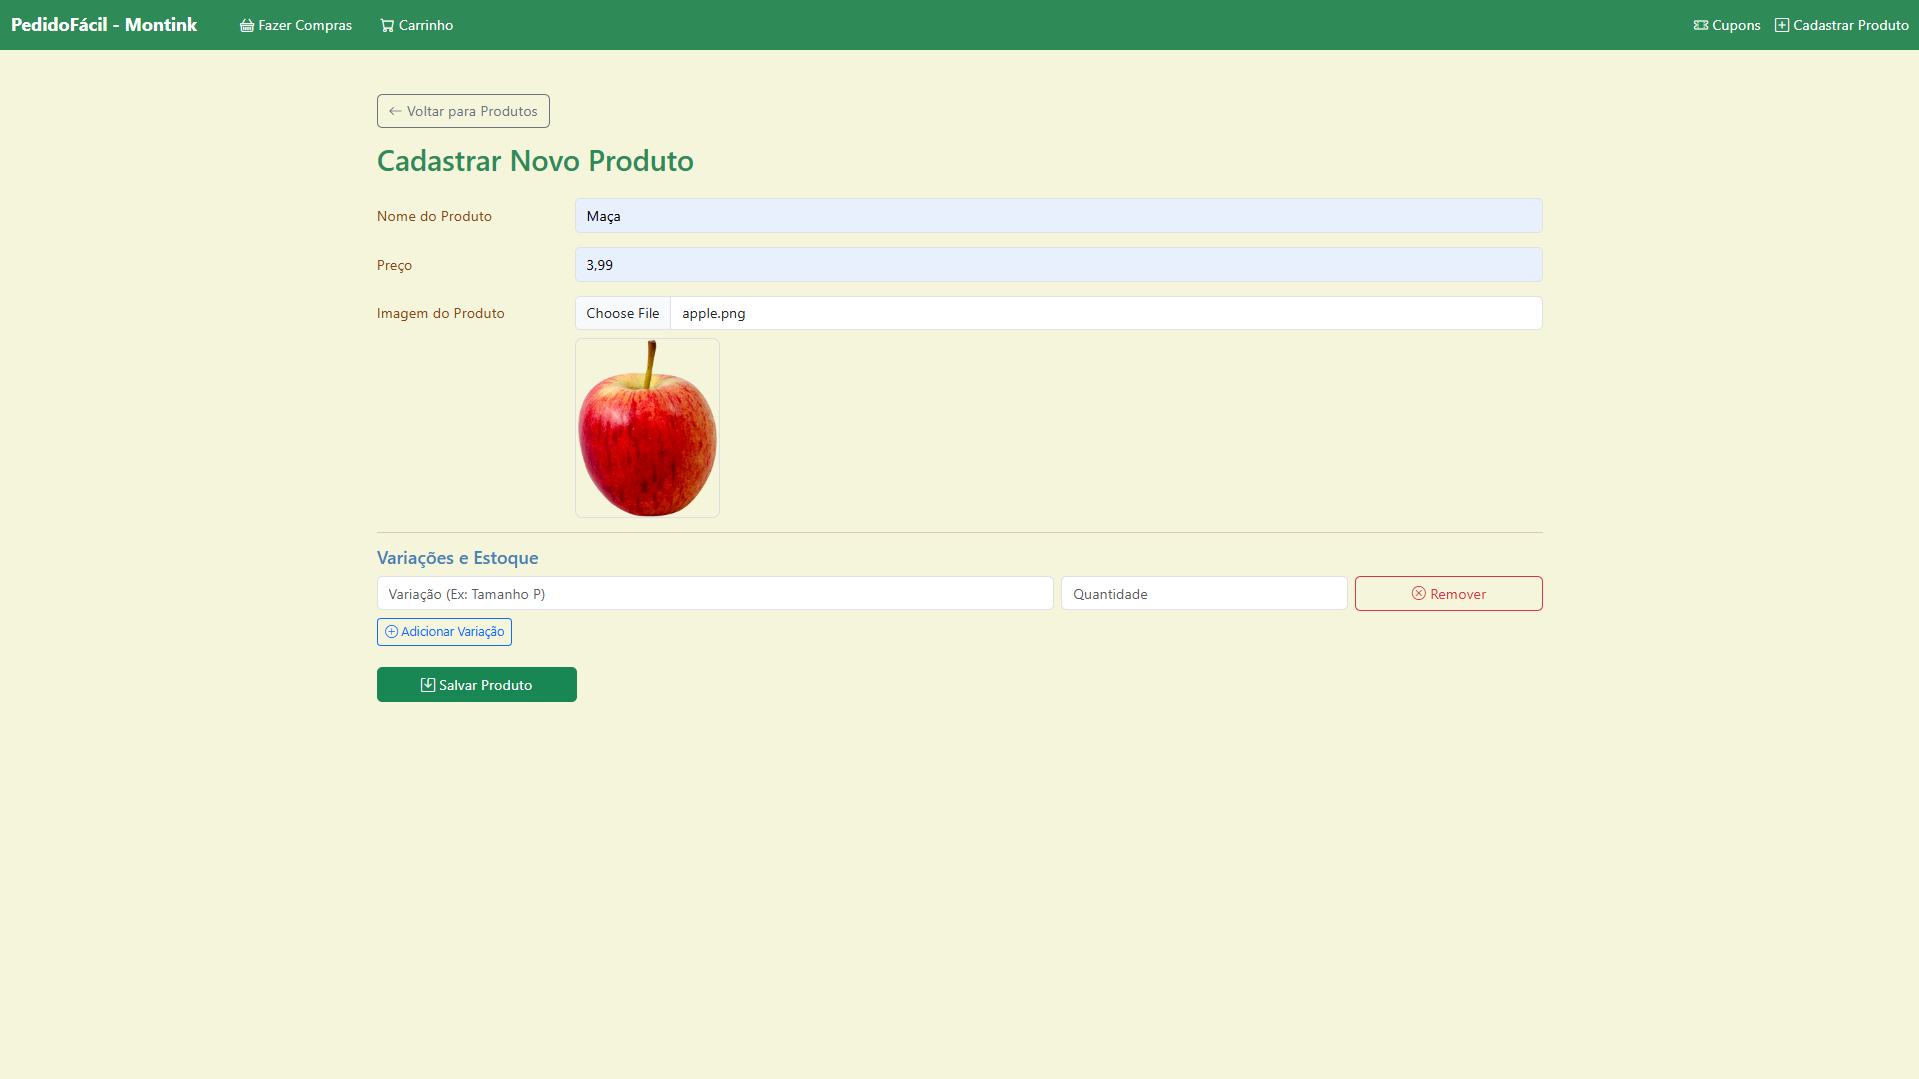 PedidoFácil - Montink Fazer Compras Carrinho Cupons Cadastrar Produto
Voltar para Produtos
Cadastrar Novo Produto
Nome do Produto Maça
Preço 3,99
Imagem do Produto Choose File apple.png
Variações e Estoque
Variação (Ex: Tamanho P) Quantidade Remover
Adicionar Variação
Salvar Produto